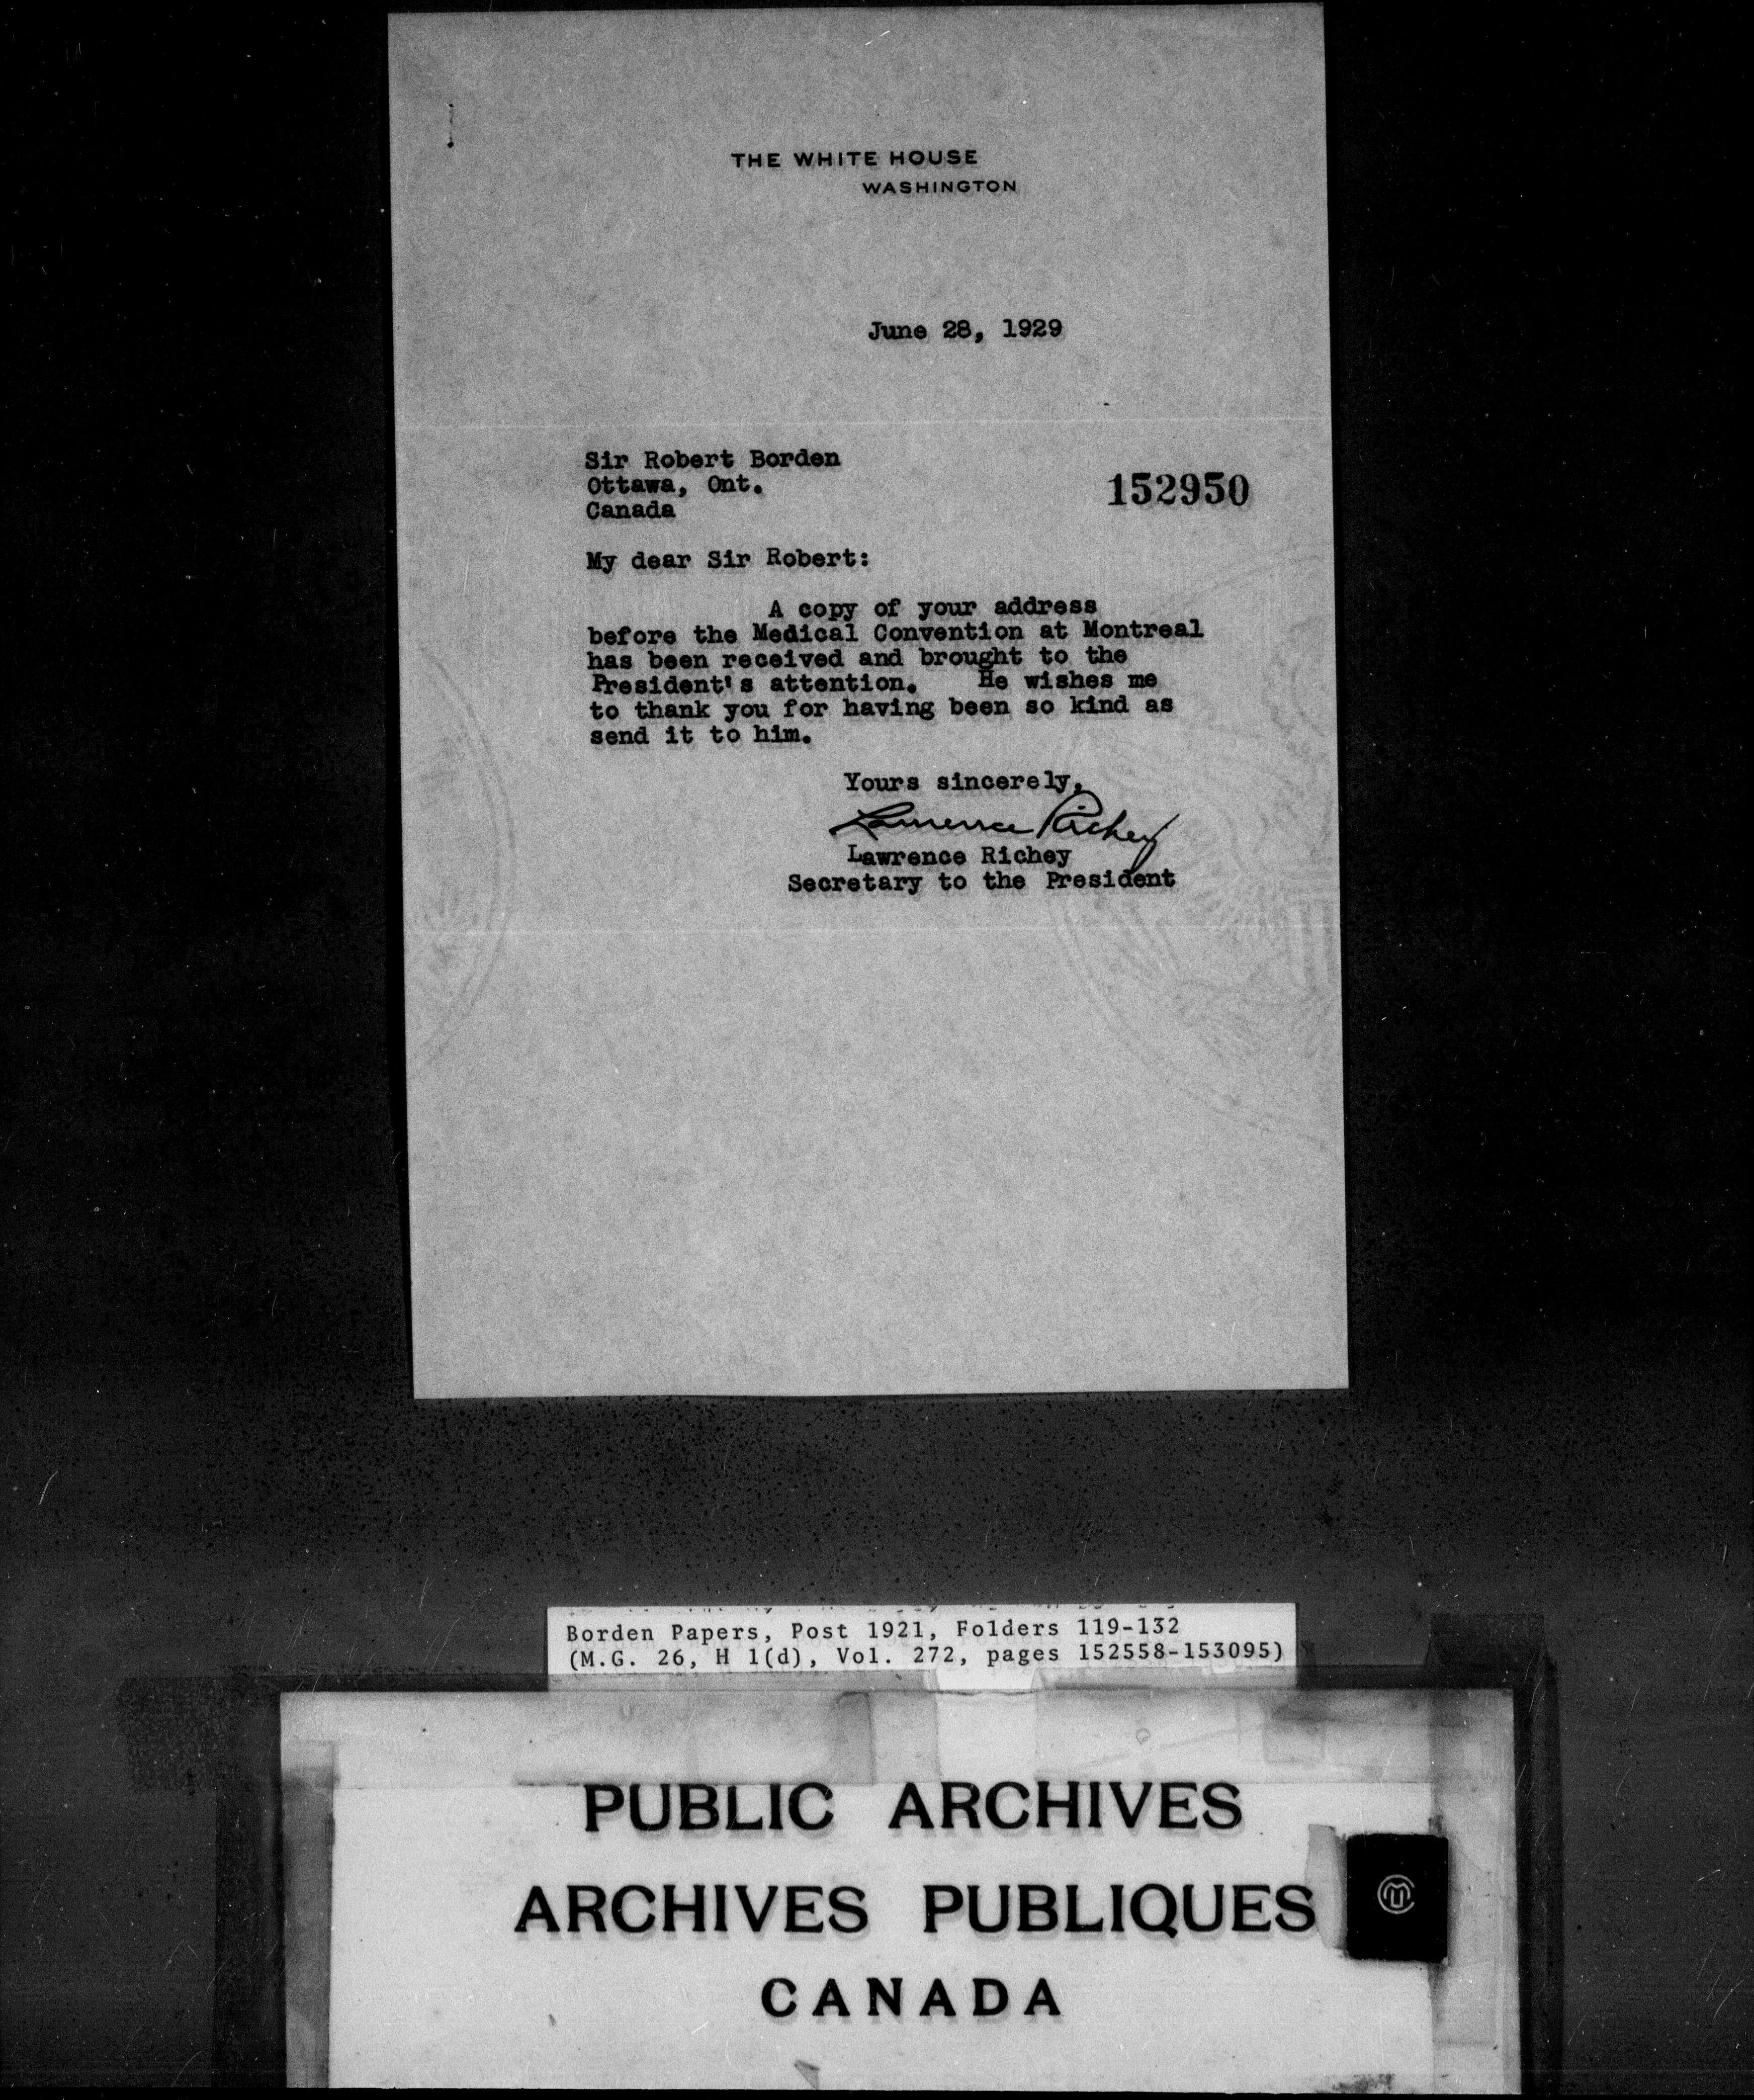 THE WHITE HOUSE
WASHINGTON
June 28, 1929
Sir Robert Borden
Ottawa, Ont.
Canada
152950
My dear Sir Robert:
A copy of your address
before the Medical Convention at Montreal
has been received and brought to the
President's attention. He wishes me
to thank you for having been so kind as
send it to him.
Yours sincerely,
Lawrence Richey
Lawrence Richey
Secretary to the President
Borden Papers, Post 1921, Folders 119-132
(M.G. 26, H 1(d), Vol. 272, pages 152558-153095)
PUBLIC ARCHIVES
ARCHIVES PUBLIQUES
CANADA